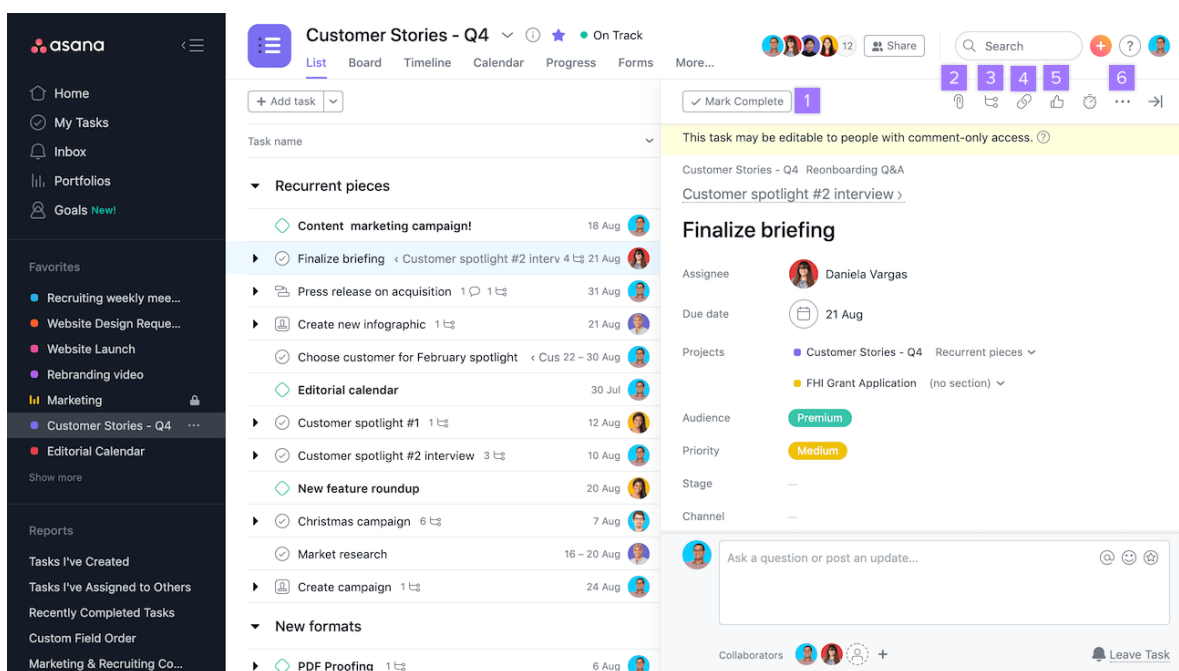 asana
Home
My Tasks
Inbox
Portfolios
Goals New!
Favorites
Recruiting weekly mee...
Website Design Reque...
Website Launch
Rebranding video
Marketing
Customer Stories - Q4 ...
Editorial Calendar
Show more
Reports
Tasks I've Created
Tasks I've Assigned to Others
Recently Completed Tasks
Custom Field Order
Marketing & Recruiting Co...
Customer Stories - Q4 On Track
List Board Timeline Calendar Progress Forms More...
12 Share Search ?
+ Add task
Task name
Recurrent pieces
Content marketing campaign! 18 Aug
Finalize briefing ‹ Customer spotlight #2 interv 4 21 Aug
Press release on acquisition 1 1 31 Aug
Create new infographic 1 21 Aug
Choose customer for February spotlight ‹ Cus 22 – 30 Aug
Editorial calendar 30 Jul
Customer spotlight #1 1 12 Aug
Customer spotlight #2 interview 3 10 Aug
New feature roundup 20 Aug
Christmas campaign 6 7 Aug
Market research 16 – 20 Aug
Create campaign 1 24 Aug
New formats
PDF Proofing 1 6 Aug
2 3 4 5 6
Mark Complete 1
This task may be editable to people with comment-only access. ?
Customer Stories - Q4 Reonboarding Q&A
Customer spotlight #2 interview ›
Finalize briefing
Assignee Daniela Vargas
Due date 21 Aug
Projects Customer Stories - Q4 Recurrent pieces
FHI Grant Application (no section)
Audience Premium
Priority Medium
Stage —
Channel —
Ask a question or post an update... @
Collaborators + Leave Task